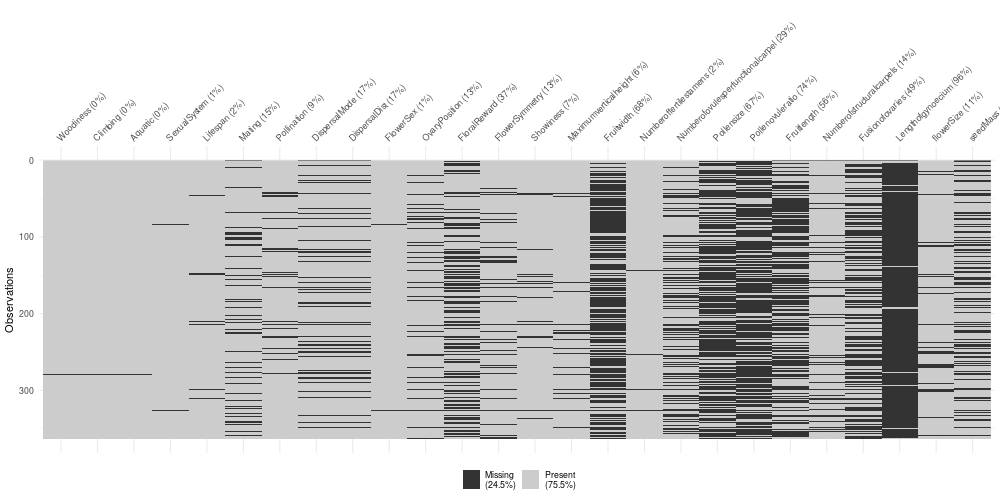 Woodiness (0%)
Climbing (0%)
Aquatic (0%)
SexualSystem (1%)
Lifespan (2%)
Mating (15%)
Pollination (9%)
DispersalMode (17%)
DispersalDist (17%)
FlowerSex (1%)
OvaryPosition (13%)
FloralReward (37%)
FlowerSymmetry (13%)
Showiness (7%)
Maximumverticalheight (6%)
Fruitwidth (68%)
Numberoffertilestamens (2%)
Numberofovulesperfunctionalcarpel (29%)
Pollensize (67%)
Pollenovuleratio (74%)
Fruitlength (56%)
Numberofstructuralcarpels (14%)
Fusionofovaries (49%)
Lengthofgynoecium (96%)
flowerSize (11%)
seedMass
Observations
0
100
200
300
Missing
(24.5%)
Present
(75.5%)